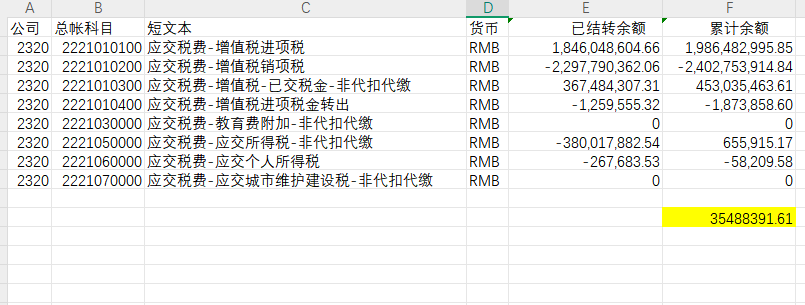 A B C D E F
公司 总帐科目 短文本 货币 已结转余额 累计余额
2320 2221010100 应交税费-增值税进项税 RMB 1,846,048,604.66 1,986,482,995.85
2320 2221010200 应交税费-增值税销项税 RMB -2,297,790,362.06 -2,402,753,914.84
2320 2221010300 应交税费-增值税-已交税金-非代扣代缴 RMB 367,484,307.31 453,035,463.61
2320 2221010400 应交税费-增值税进项税金转出 RMB -1,259,555.32 -1,873,858.60
2320 2221030000 应交税费-教育费附加-非代扣代缴 RMB 0 0
2320 2221050000 应交税费-应交所得税-非代扣代缴 RMB -380,017,882.54 655,915.17
2320 2221060000 应交税费-应交个人所得税 RMB -267,683.53 -58,209.58
2320 2221070000 应交税费-应交城市维护建设税-非代扣代缴 RMB 0 0
35488391.61